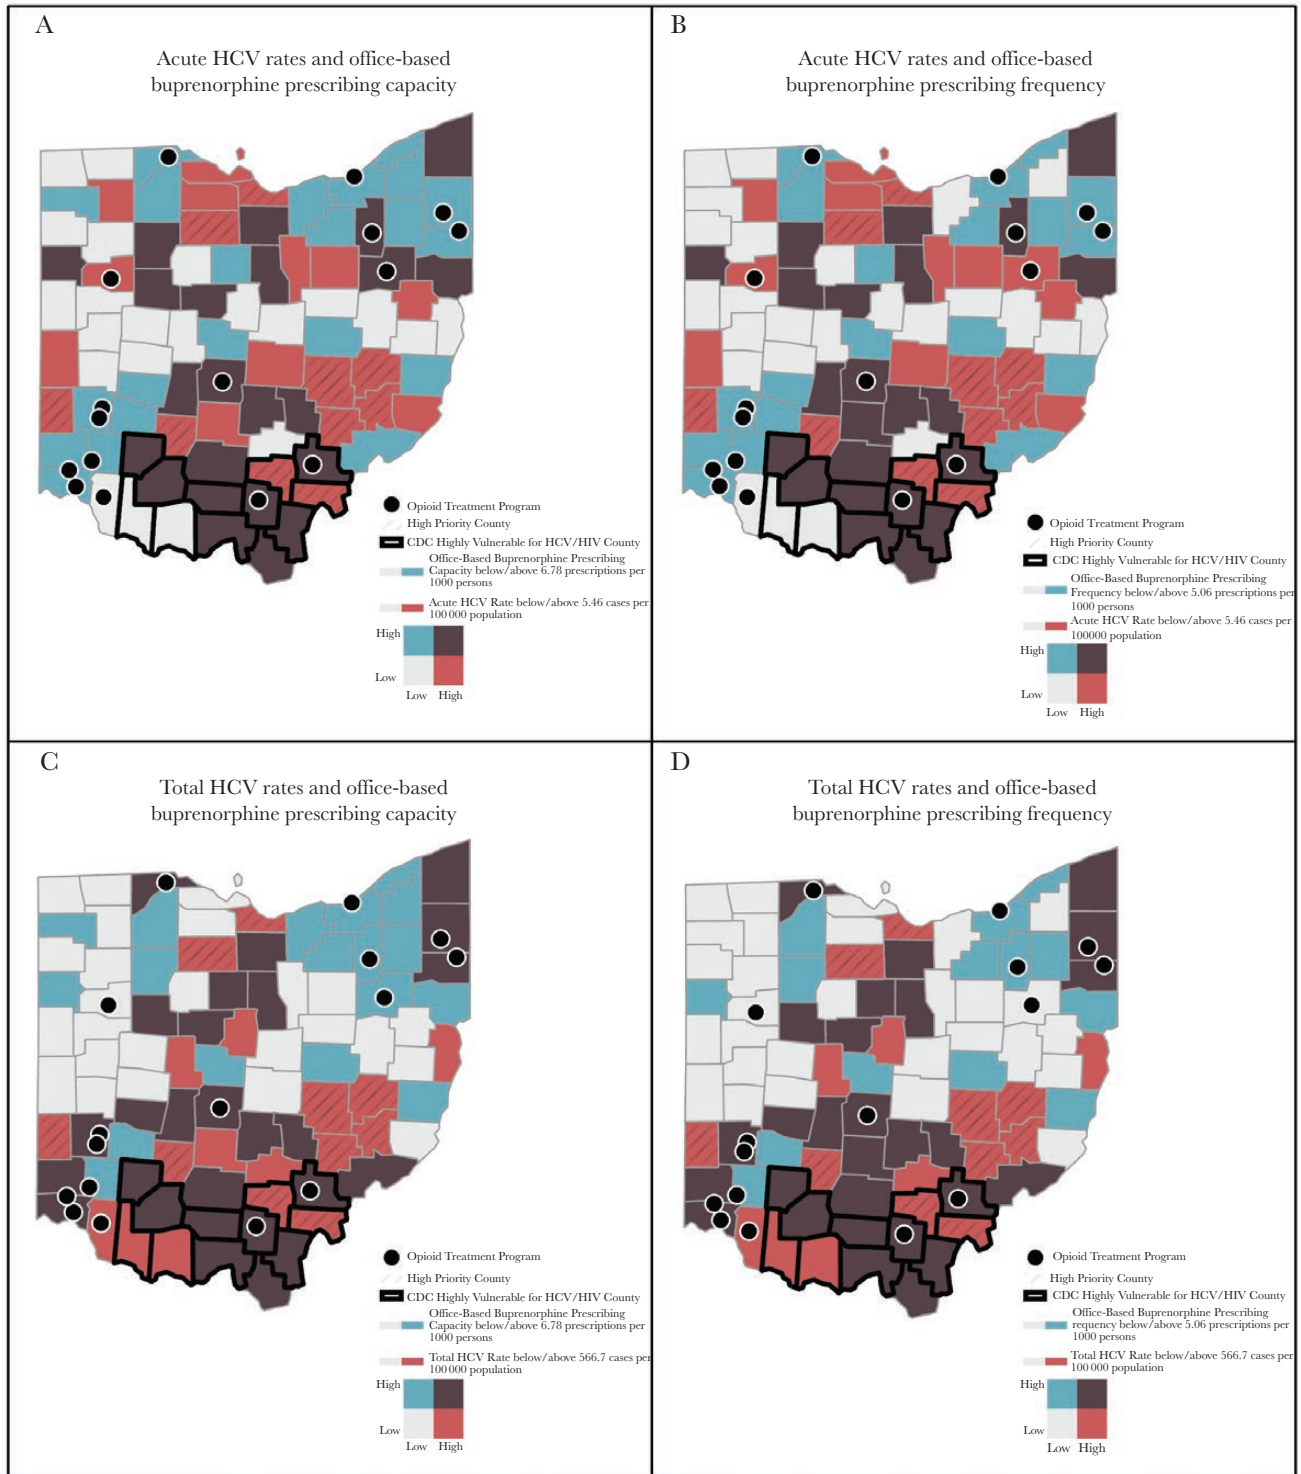 A
Acute HCV rates and office-based
buprenorphine prescribing capacity
Opioid Treatment Program
High Priority County
CDC Highly Vulnerable for HCV/HIV County
Office-Based Buprenorphine Prescribing
Capacity below/above 6.78 prescriptions per
1000 persons
Acute HCV Rate below/above 5.46 cases per
100 000 population
High
Low
Low High
B
Acute HCV rates and office-based
buprenorphine prescribing frequency
Opioid Treatment Program
High Priority County
CDC Highly Vulnerable for HCV/HIV County
Office-Based Buprenorphine Prescribing
Frequency below/above 5.06 prescriptions per
1000 persons
Acute HCV Rate below/above 5.46 cases per
100000 population
High
Low
Low High
C
Total HCV rates and office-based
buprenorphine prescribing capacity
Opioid Treatment Program
High Priority County
CDC Highly Vulnerable for HCV/HIV County
Office-Based Buprenorphine Prescribing
Capacity below/above 6.78 prescriptions per
1000 persons
Total HCV Rate below/above 566.7 cases per
100 000 population
High
Low
Low High
D
Total HCV rates and office-based
buprenorphine prescribing frequency
Opioid Treatment Program
High Priority County
CDC Highly Vulnerable for HCV/HIV County
Office-Based Buprenorphine Prescribing
requency below/above 5.06 prescriptions per
1000 persons
Total HCV Rate below/above 566.7 cases per
100 000 population
High
Low
Low High